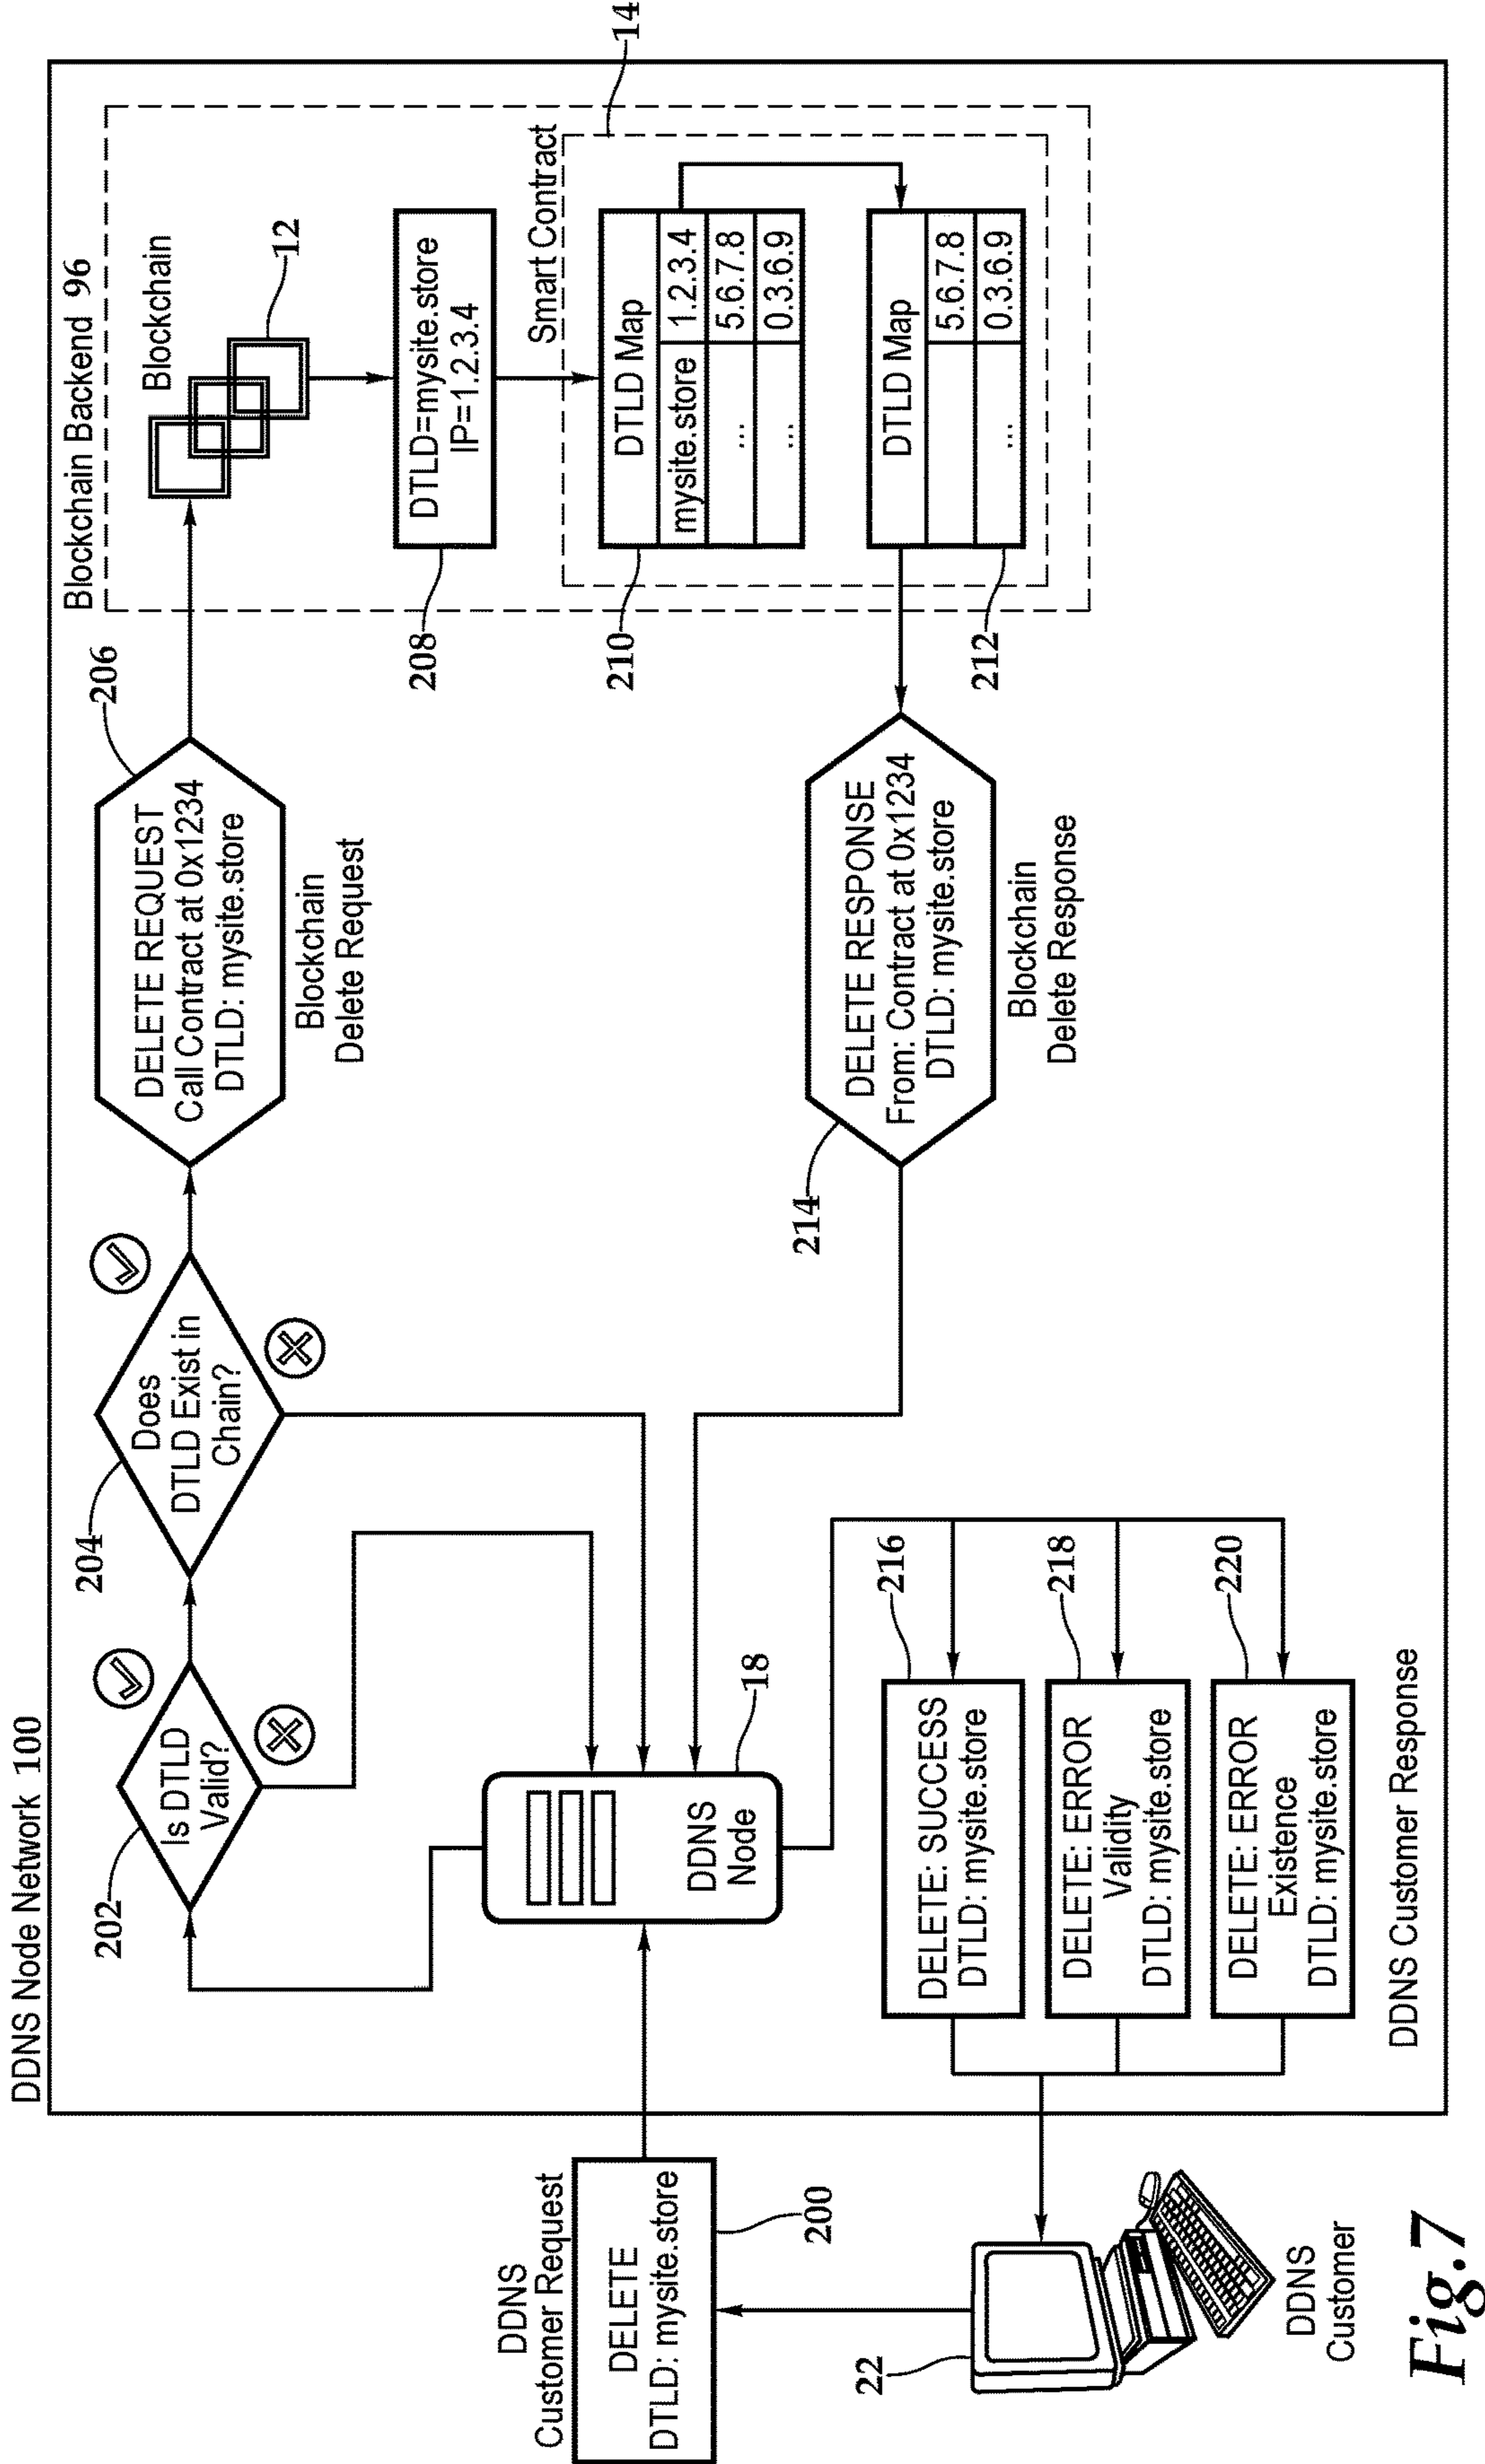 DDNS Node Network 100
Blockchain Backend 96
DDNS
Customer Request
DELETE
DTLD: mysite.store
200
22
DDNS
Customer
DDNS
Node
18
202
Is DTLD
Valid?
204
Does
DTLD Exist in
Chain?
206
DELETE REQUEST
Call Contract at 0x1234
DTLD: mysite.store
Blockchain
Delete Request
Blockchain
12
208
DTLD=mysite.store
IP=1.2.3.4
Smart Contract
14
210
DTLD Map
mysite.store 1.2.3.4
... 5.6.7.8
... 0.3.6.9
212
DTLD Map
5.6.7.8
... 0.3.6.9
214
DELETE RESPONSE
From: Contract at 0x1234
DTLD: mysite.store
Blockchain
Delete Response
216
DELETE: SUCCESS
DTLD: mysite.store
218
DELETE: ERROR
Validity
DTLD: mysite.store
220
DELETE: ERROR
Existence
DTLD: mysite.store
DDNS Customer Response
Fig.7